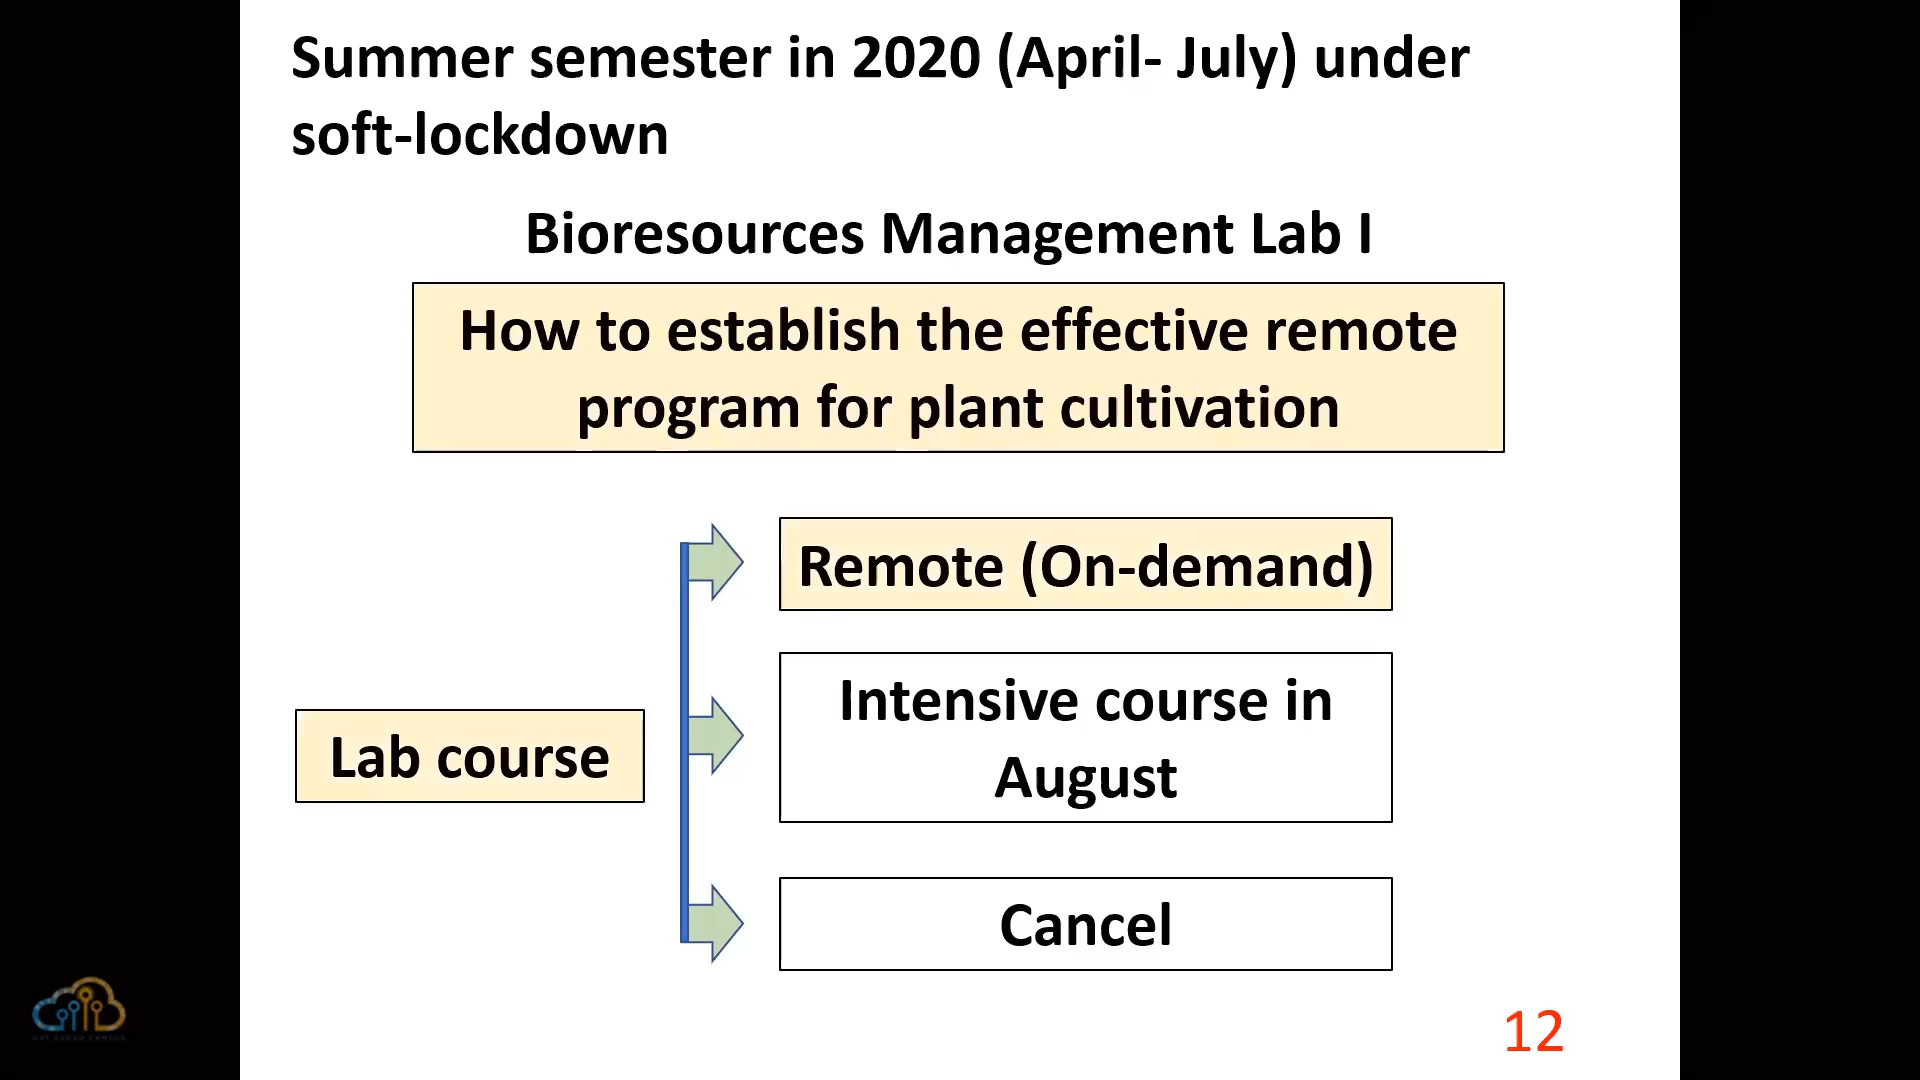 Summer semester in 2020 (April- July) under
soft-lockdown
Bioresources Management Lab I
How to establish the effective remote
program for plant cultivation
Remote (On-demand)
Intensive course in
August
Lab course
Cancel
12